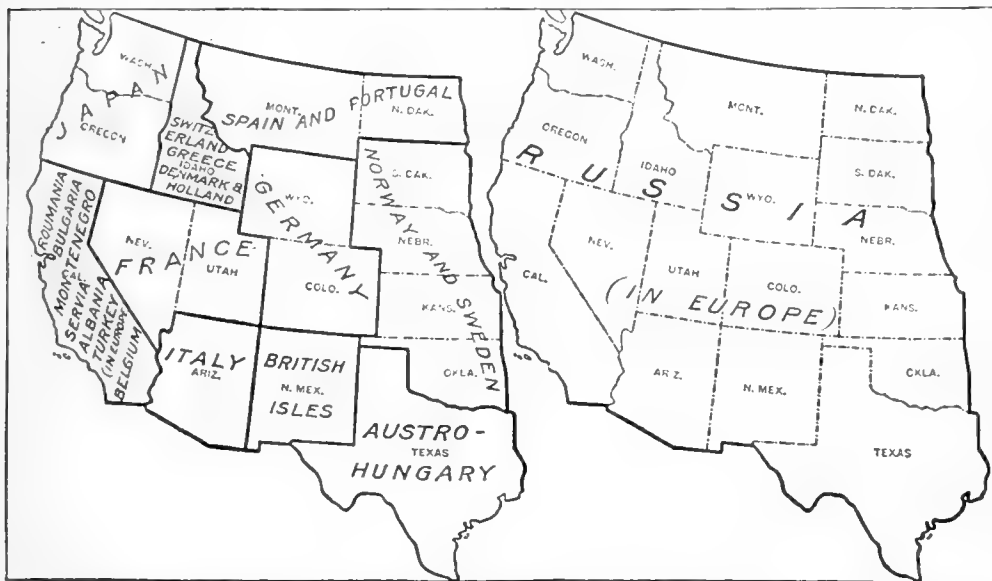 WASH.
JAPAN
OREGON
SWITZ-
ERLAND
GREECE
IDAHO
DENMARK &
HOLLAND
MONT.
SPAIN AND PORTUGAL
N. DAK.
WYO.
GERMANY
COLO.
S. DAK.
NORWAY AND SWEDEN
NEBR.
KANS.
OKLA.
ROUMANIA
BULGARIA
MONTENEGRO
CAL.
SERVIA
ALBANIA
TURKEY
(IN EUROPE)
BELGIUM
NEV.
FRANCE
UTAH
ITALY
ARIZ.
BRITISH
N. MEX.
ISLES
AUSTRO-
TEXAS
HUNGARY
WASH.
OREGON
IDAHO
MONT.
N. DAK.
S. DAK.
WYO.
RUSSIA
NEBR.
NEV.
CAL.
UTAH
COLO.
(IN EUROPE)
KANS.
ARIZ.
N. MEX.
OKLA.
TEXAS